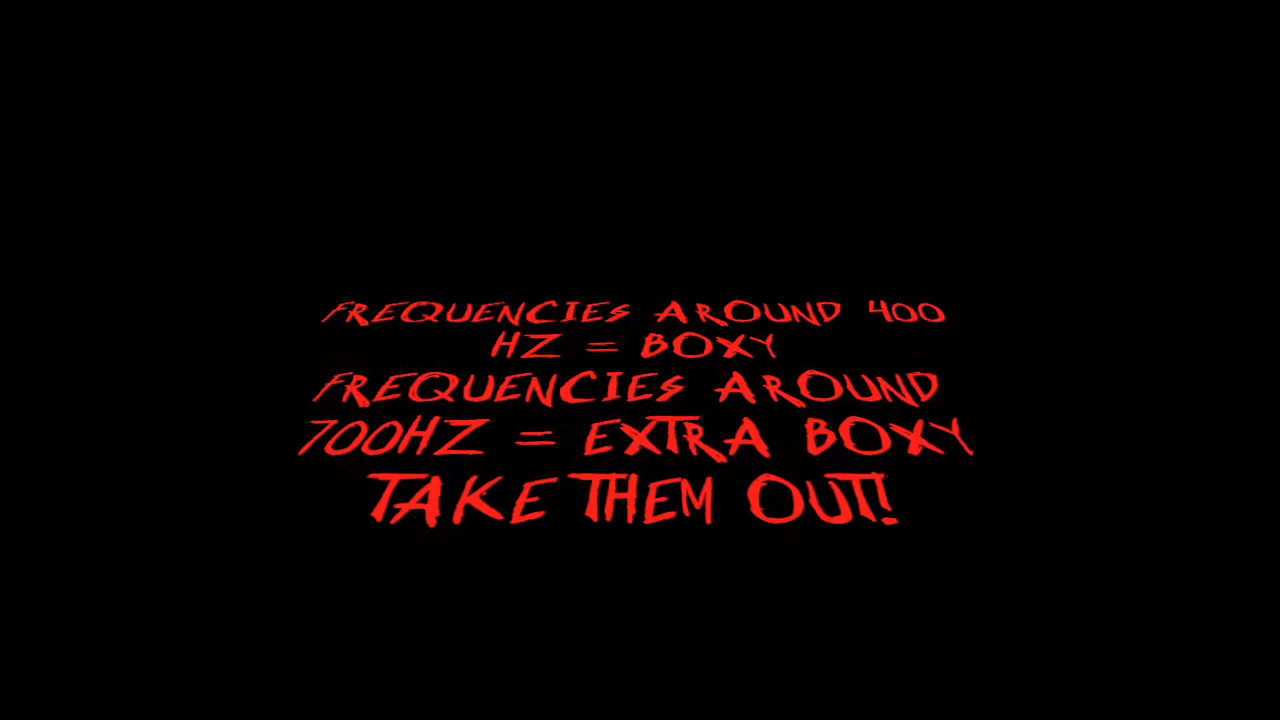 FREQUENCIES AROUND 400
HZ = BOXY
FREQUENCIES AROUND
700HZ = EXTRA BOXY
TAKE THEM OUT!